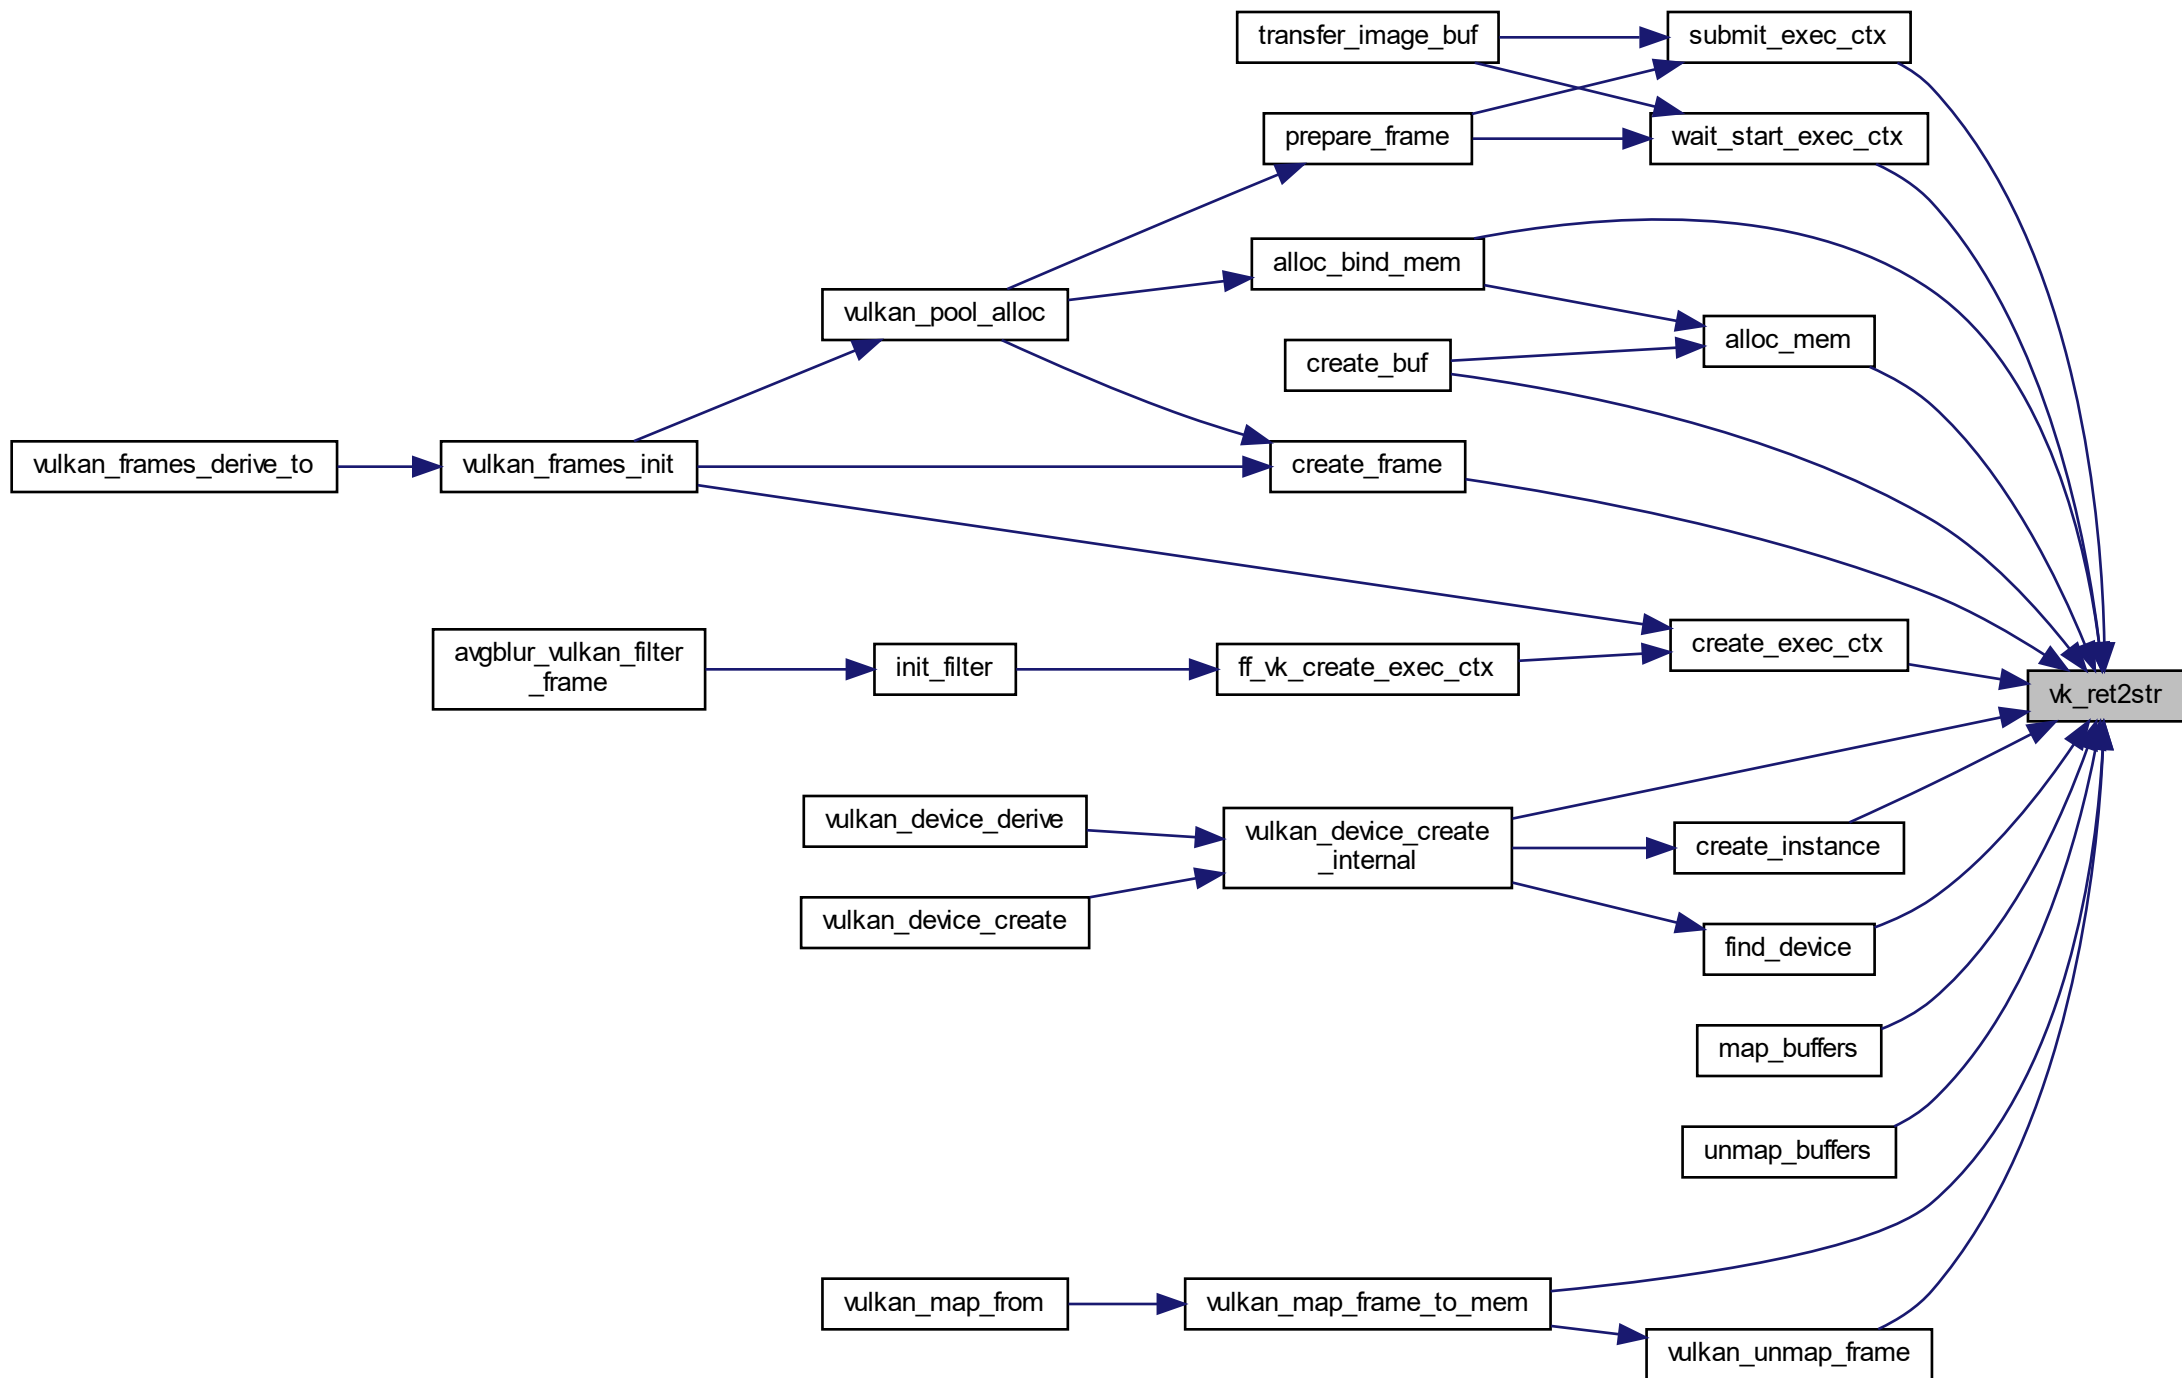 transfer_image_buf
submit_exec_ctx
prepare_frame
wait_start_exec_ctx
alloc_bind_mem
vulkan_pool_alloc
alloc_mem
create_buf
vulkan_frames_derive_to
vulkan_frames_init
create_frame
avgblur_vulkan_filter
_frame
init_filter
ff_vk_create_exec_ctx
create_exec_ctx
vk_ret2str
vulkan_device_derive
vulkan_device_create
_internal
create_instance
vulkan_device_create
find_device
map_buffers
unmap_buffers
vulkan_map_from
vulkan_map_frame_to_mem
vulkan_unmap_frame